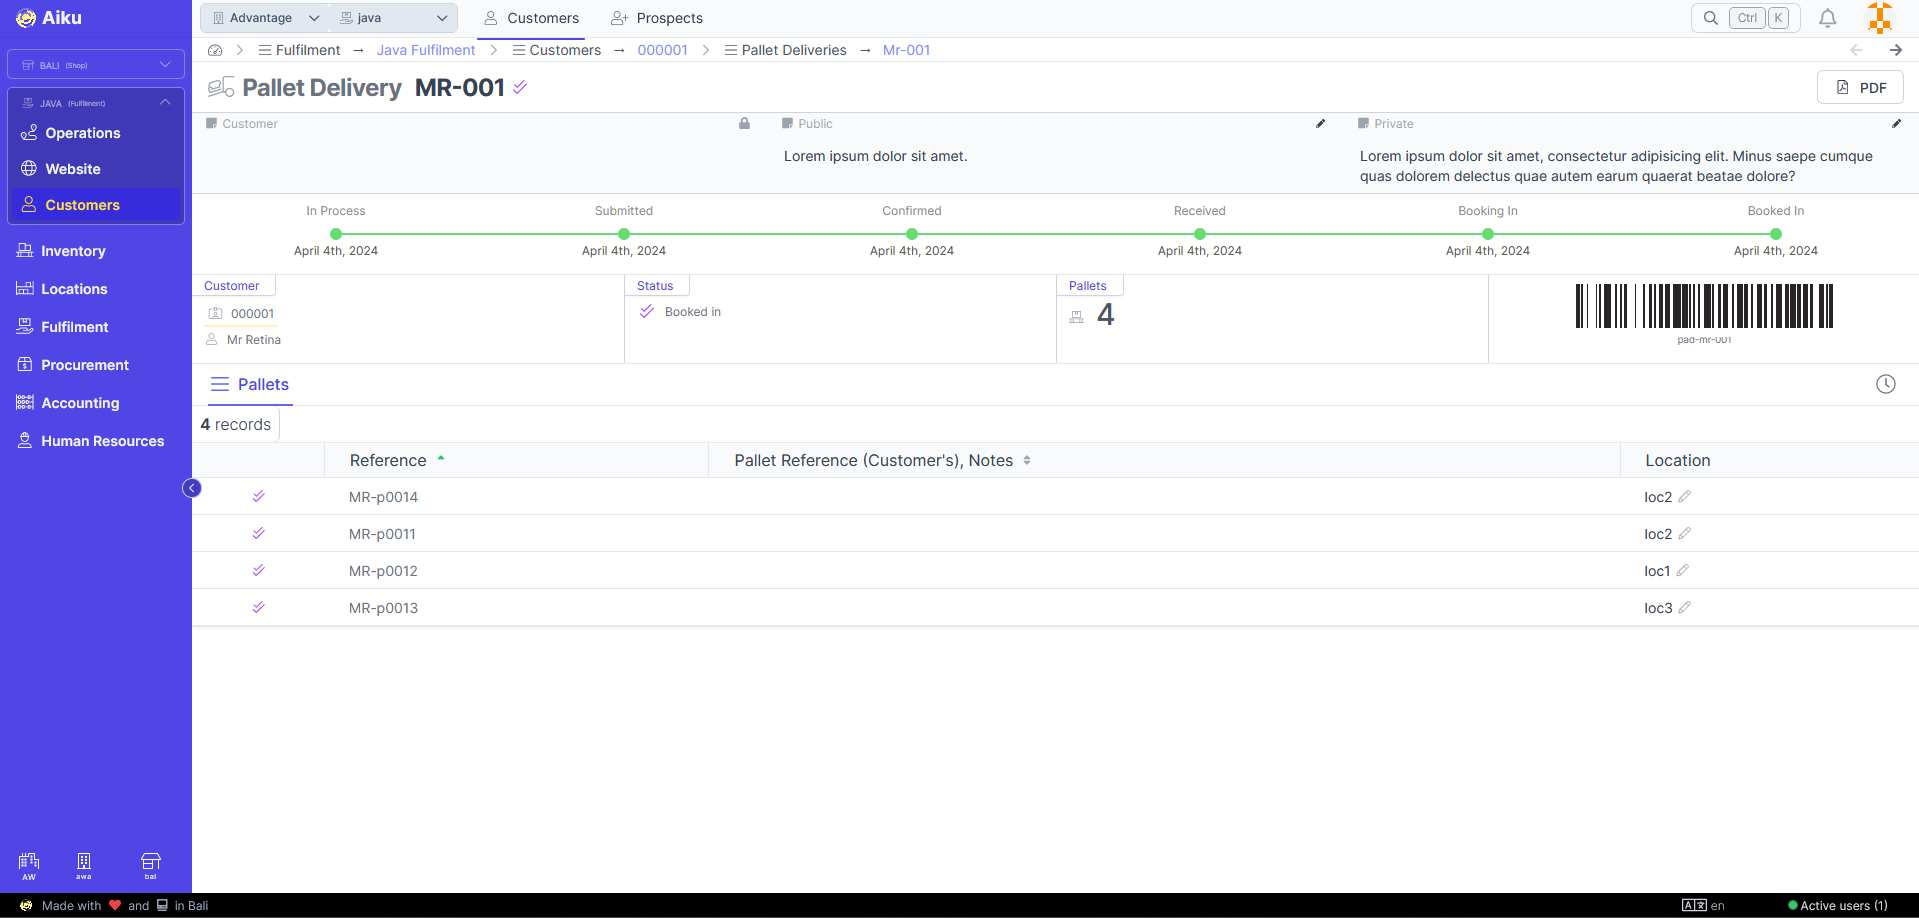 Aiku
Advantage
java
Customers
Prospects
Ctrl K
Fulfilment → Java Fulfilment
Customers → 000001
Pallet Deliveries → Mr-001
BALI (Shop)
JAVA (Fulfilment)
Operations
Website
Customers
Inventory
Locations
Fulfilment
Procurement
Accounting
Human Resources
AW
awa
bal
Pallet Delivery MR-001
PDF
Customer
Public
Lorem ipsum dolor sit amet.
Private
Lorem ipsum dolor sit amet, consectetur adipisicing elit. Minus saepe cumque
quas dolorem delectus quae autem earum quaerat beatae dolore?
In Process
Submitted
Confirmed
Received
Booking In
Booked In
April 4th, 2024
April 4th, 2024
April 4th, 2024
April 4th, 2024
April 4th, 2024
April 4th, 2024
Customer
000001
Mr Retina
Status
Booked in
Pallets
4
pad-mr-001
Pallets
4 records
Reference
Pallet Reference (Customer's), Notes
Location
MR-p0014
loc2
MR-p0011
loc2
MR-p0012
loc1
MR-p0013
loc3
Made with ❤️ and in Bali
A文 en
Active users (1)